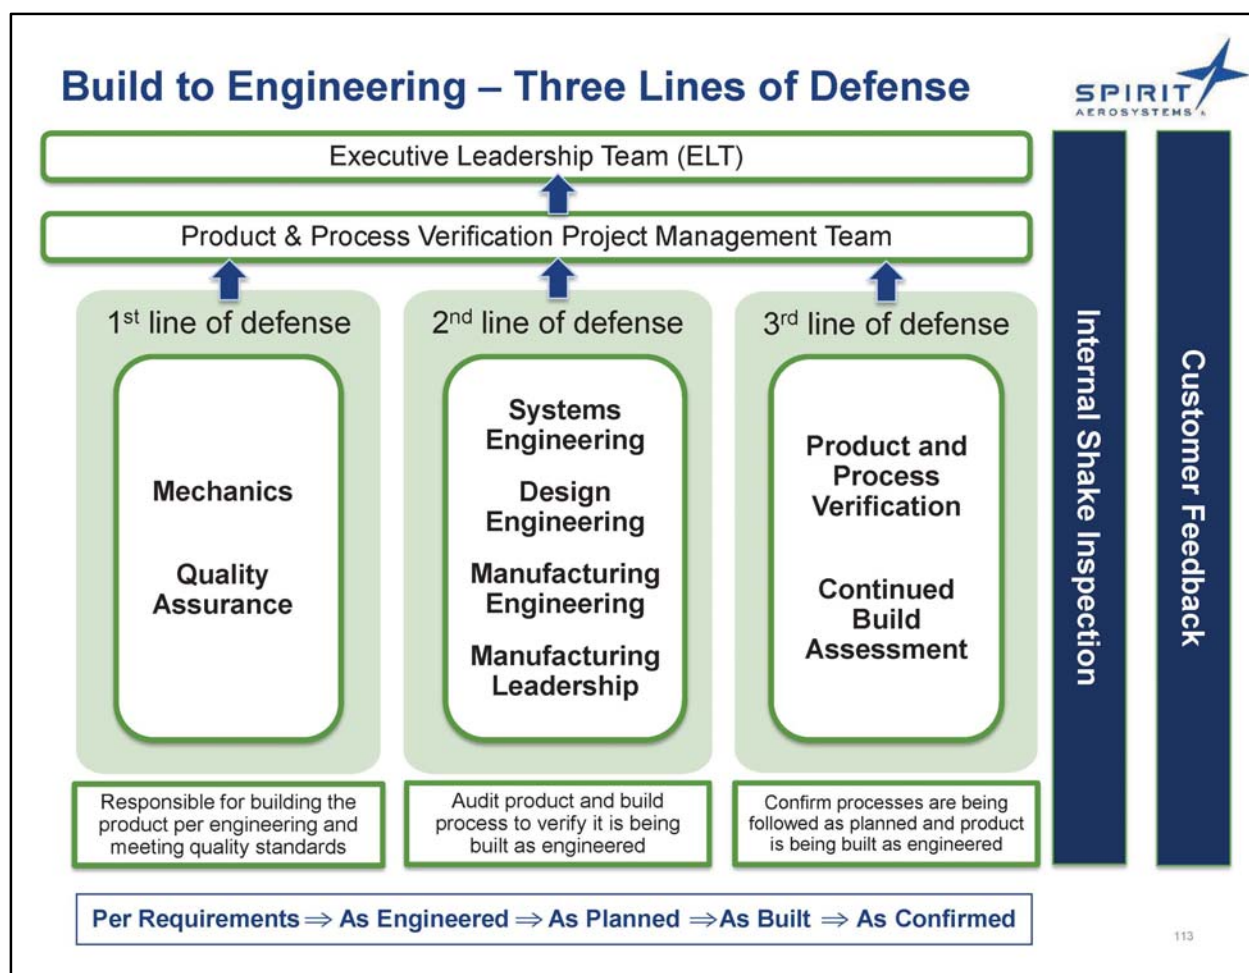 Build to Engineering – Three Lines of Defense
SPIRIT
AEROSYSTEMS
Executive Leadership Team (ELT)
Product & Process Verification Project Management Team
1st line of defense
Mechanics
Quality
Assurance
Responsible for building the
product per engineering and
meeting quality standards
2nd line of defense
Systems
Engineering
Design
Engineering
Manufacturing
Engineering
Manufacturing
Leadership
Audit product and build
process to verify it is being
built as engineered
3rd line of defense
Product and
Process
Verification
Continued
Build
Assessment
Confirm processes are being
followed as planned and product
is being built as engineered
Internal Shake Inspection
Customer Feedback
Per Requirements ⇒ As Engineered ⇒ As Planned ⇒ As Built ⇒ As Confirmed
113